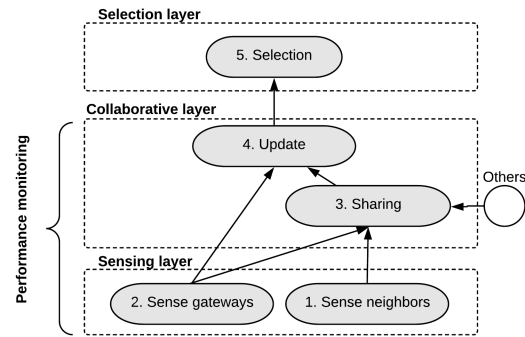 Selection layer
5. Selection
Collaborative layer
4. Update
Others
3. Sharing
Performance monitoring
Sensing layer
2. Sense gateways
1. Sense neighbors